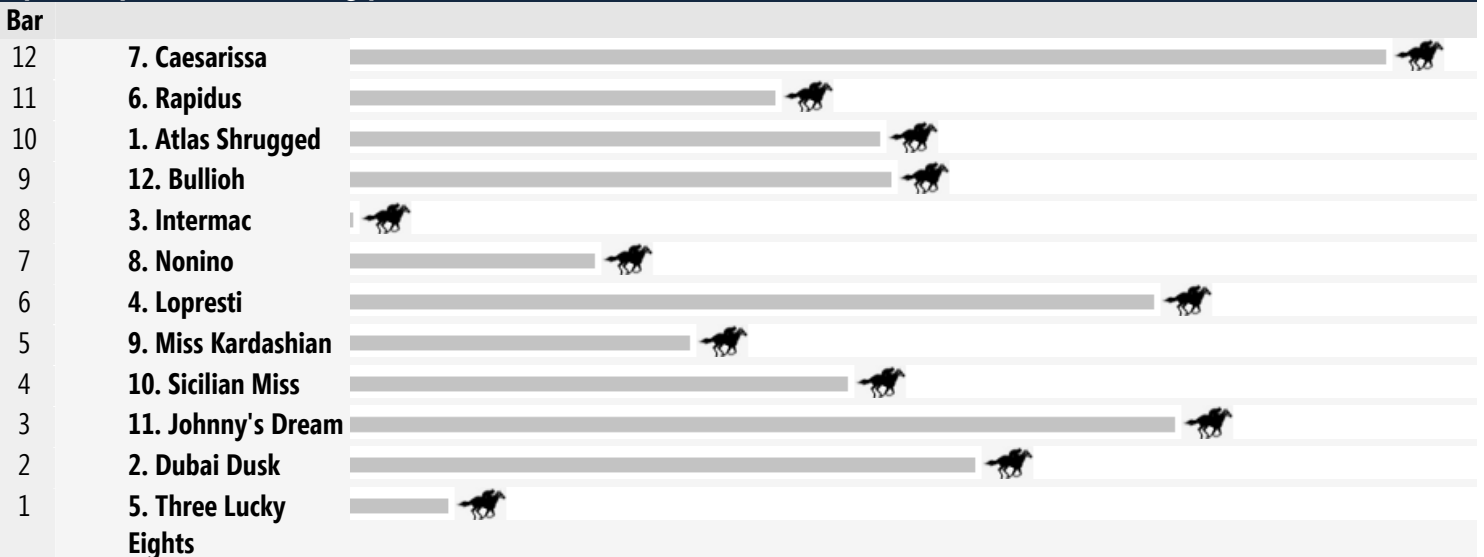 Bar
12 7. Caesarissa
11 6. Rapidus
10 1. Atlas Shrugged
9 12. Bullioh
8 3. Intermac
7 8. Nonino
6 4. Lopresti
5 9. Miss Kardashian
4 10. Sicilian Miss
3 11. Johnny's Dream
2 2. Dubai Dusk
1 5. Three Lucky
Eights